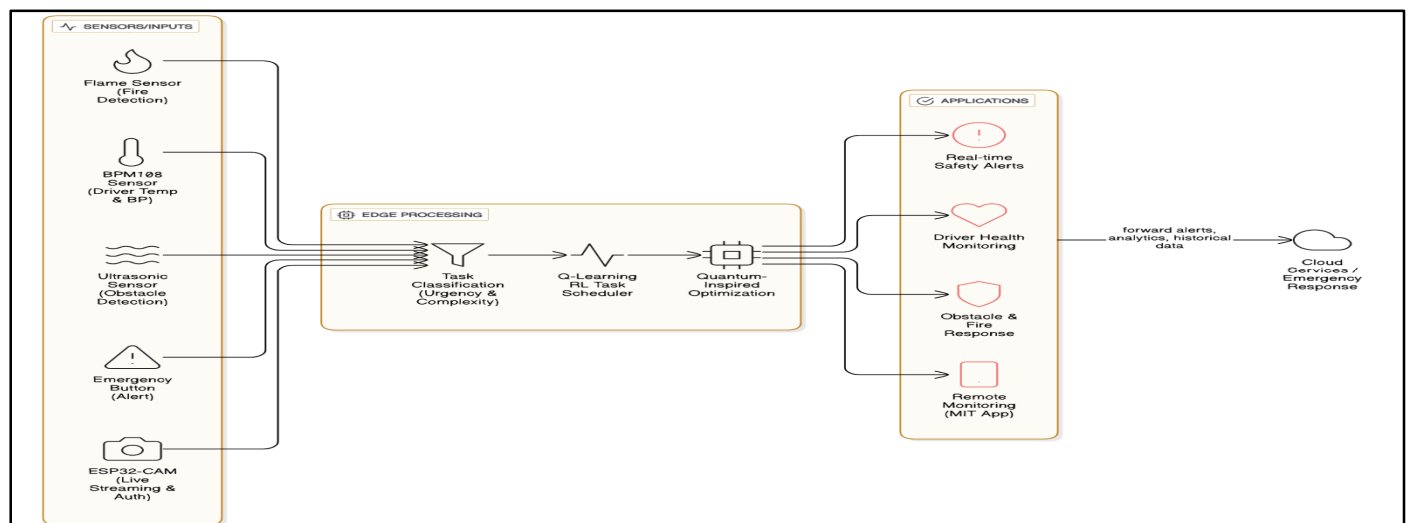 SENSORS/INPUTS
Flame Sensor
(Fire
Detection)
BPM108
Sensor
(Driver Temp
& BP)
Ultrasonic
Sensor
(Obstacle
Detection)
Emergency
Button
(Alert)
ESP32-CAM
(Live
Streaming &
Auth)
EDGE PROCESSING
Task
Classification
(Urgency &
Complexity)
Q-Learning
RL Task
Scheduler
Quantum-
Inspired
Optimization
APPLICATIONS
Real-time
Safety Alerts
Driver Health
Monitoring
Obstacle &
Fire
Response
Remote
Monitoring
(MIT App)
forward alerts,
analytics, historical
data
Cloud
Services /
Emergency
Response